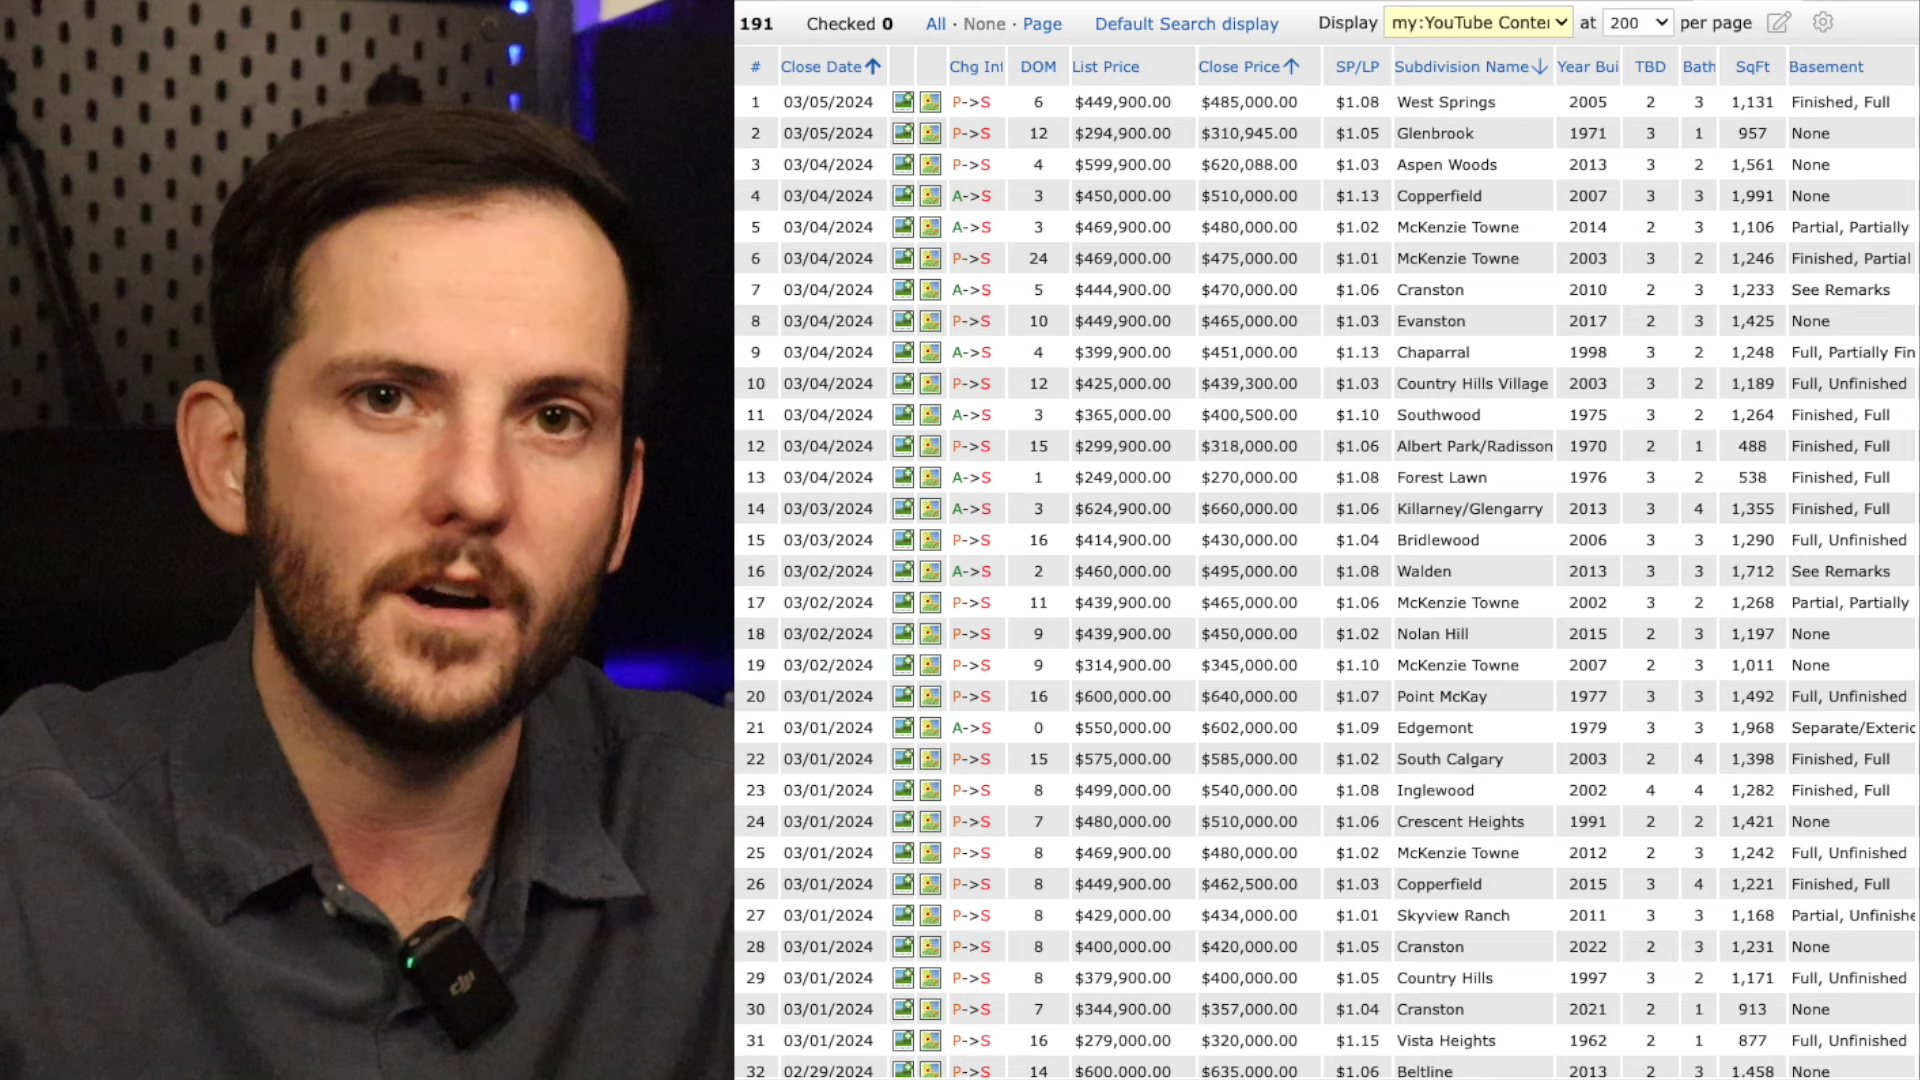 191 Checked 0 All · None · Page Default Search display Display my:YouTube Conter at 200 per page
# Close Date Chg Inf DOM List Price Close Price SP/LP Subdivision Name Year Bui TBD Bath SqFt Basement
1 03/05/2024 P->S 6 $449,900.00 $485,000.00 $1.08 West Springs 2005 2 3 1,131 Finished, Full
2 03/05/2024 P->S 12 $294,900.00 $310,945.00 $1.05 Glenbrook 1971 3 1 957 None
3 03/04/2024 P->S 4 $599,900.00 $620,088.00 $1.03 Aspen Woods 2013 3 2 1,561 None
4 03/04/2024 A->S 3 $450,000.00 $510,000.00 $1.13 Copperfield 2007 3 3 1,991 None
5 03/04/2024 A->S 3 $469,900.00 $480,000.00 $1.02 McKenzie Towne 2014 2 3 1,106 Partial, Partially
6 03/04/2024 P->S 24 $469,000.00 $475,000.00 $1.01 McKenzie Towne 2003 3 2 1,246 Finished, Partial
7 03/04/2024 A->S 5 $444,900.00 $470,000.00 $1.06 Cranston 2010 2 3 1,233 See Remarks
8 03/04/2024 P->S 10 $449,900.00 $465,000.00 $1.03 Evanston 2017 2 3 1,425 None
9 03/04/2024 A->S 4 $399,900.00 $451,000.00 $1.13 Chaparral 1998 3 2 1,248 Full, Partially Fin
10 03/04/2024 P->S 12 $425,000.00 $439,300.00 $1.03 Country Hills Village 2003 3 2 1,189 Full, Unfinished
11 03/04/2024 A->S 3 $365,000.00 $400,500.00 $1.10 Southwood 1975 3 2 1,264 Finished, Full
12 03/04/2024 P->S 15 $299,900.00 $318,000.00 $1.06 Albert Park/Radisson 1970 2 1 488 Finished, Full
13 03/04/2024 A->S 1 $249,000.00 $270,000.00 $1.08 Forest Lawn 1976 3 2 538 Finished, Full
14 03/03/2024 A->S 3 $624,900.00 $660,000.00 $1.06 Killarney/Glengarry 2013 3 4 1,355 Finished, Full
15 03/03/2024 P->S 16 $414,900.00 $430,000.00 $1.04 Bridlewood 2006 3 3 1,290 Full, Unfinished
16 03/02/2024 A->S 2 $460,000.00 $495,000.00 $1.08 Walden 2013 3 3 1,712 See Remarks
17 03/02/2024 P->S 11 $439,900.00 $465,000.00 $1.06 McKenzie Towne 2002 3 2 1,268 Partial, Partially
18 03/02/2024 P->S 9 $439,900.00 $450,000.00 $1.02 Nolan Hill 2015 2 3 1,197 None
19 03/02/2024 P->S 9 $314,900.00 $345,000.00 $1.10 McKenzie Towne 2007 2 3 1,011 None
20 03/01/2024 P->S 16 $600,000.00 $640,000.00 $1.07 Point McKay 1977 3 3 1,492 Full, Unfinished
21 03/01/2024 A->S 0 $550,000.00 $602,000.00 $1.09 Edgemont 1979 3 3 1,968 Separate/Exteric
22 03/01/2024 P->S 15 $575,000.00 $585,000.00 $1.02 South Calgary 2003 2 4 1,398 Finished, Full
23 03/01/2024 P->S 8 $499,000.00 $540,000.00 $1.08 Inglewood 2002 4 4 1,282 Finished, Full
24 03/01/2024 P->S 7 $480,000.00 $510,000.00 $1.06 Crescent Heights 1991 2 2 1,421 None
25 03/01/2024 P->S 8 $469,900.00 $480,000.00 $1.02 McKenzie Towne 2012 2 3 1,242 Full, Unfinished
26 03/01/2024 P->S 8 $449,900.00 $462,500.00 $1.03 Copperfield 2015 3 4 1,221 Finished, Full
27 03/01/2024 P->S 8 $429,000.00 $434,000.00 $1.01 Skyview Ranch 2011 3 3 1,168 Partial, Unfinishe
28 03/01/2024 P->S 8 $400,000.00 $420,000.00 $1.05 Cranston 2022 2 3 1,231 None
29 03/01/2024 P->S 8 $379,900.00 $400,000.00 $1.05 Country Hills 1997 3 2 1,171 Full, Unfinished
30 03/01/2024 P->S 7 $344,900.00 $357,000.00 $1.04 Cranston 2021 2 1 913 None
31 03/01/2024 P->S 16 $279,000.00 $320,000.00 $1.15 Vista Heights 1962 2 1 877 Full, Unfinished
32 02/29/2024 P->S 14 $600,000.00 $635,000.00 $1.06 Beltline 2013 2 3 1,458 None
dji